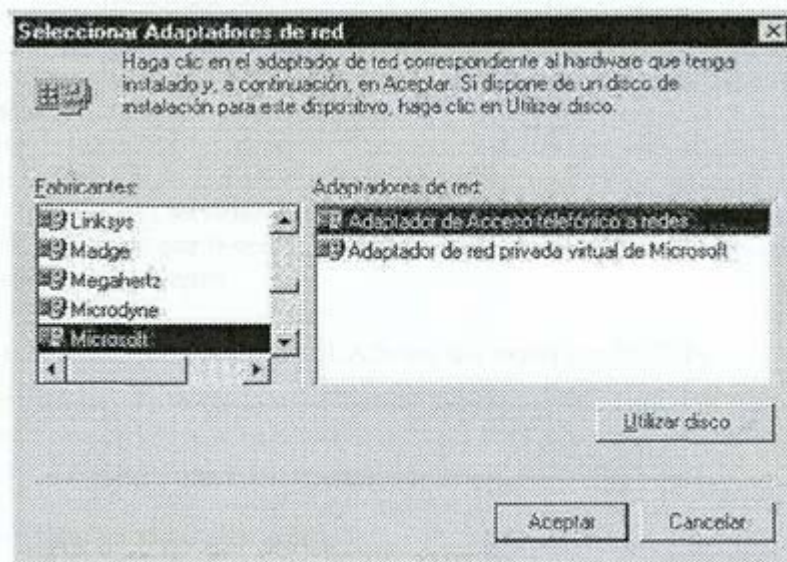 Seleccionar Adaptadores de red
Haga clic en el adaptador de red correspondiente al hardware que tenga
instalado y, a continuación, en Aceptar. Si dispone de un disco de
instalación para este dispositivo, haga clic en Utilizar disco.
Fabricantes:
Linksys
Madge
Megahertz
Microdyne
Microsoft
Adaptadores de red:
Adaptador de Acceso telefónico a redes
Adaptador de red privada virtual de Microsoft
Utilizar disco
Aceptar
Cancelar